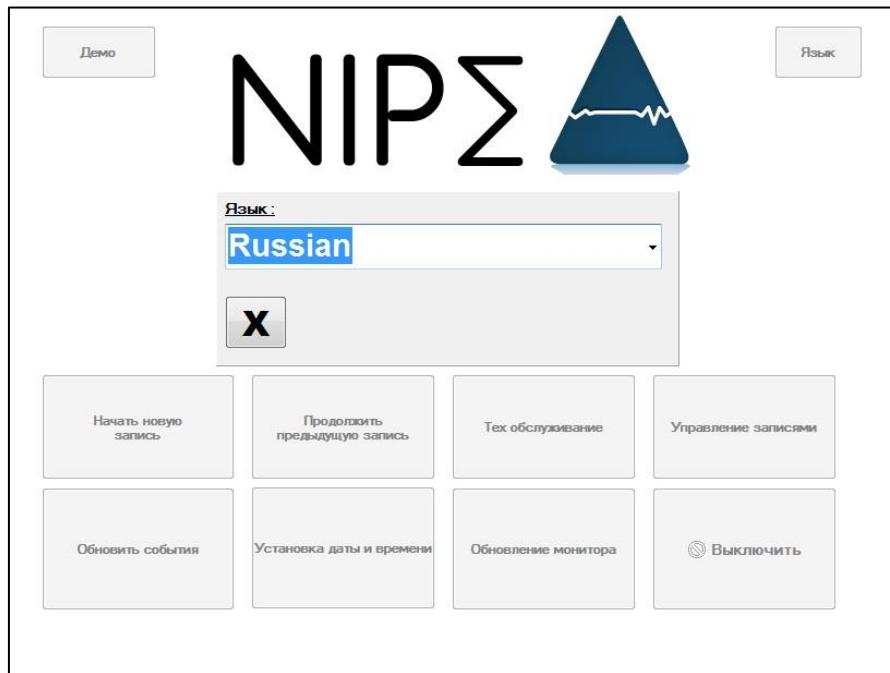 Демо
NIPΣ
Язык
Язык :
Russian
X
Начать новую
запись
Продолжить
предыдущую запись
Тех обслуживание
Управление записями
Обновить события
Установка даты и времени
Обновление монитора
Выключить